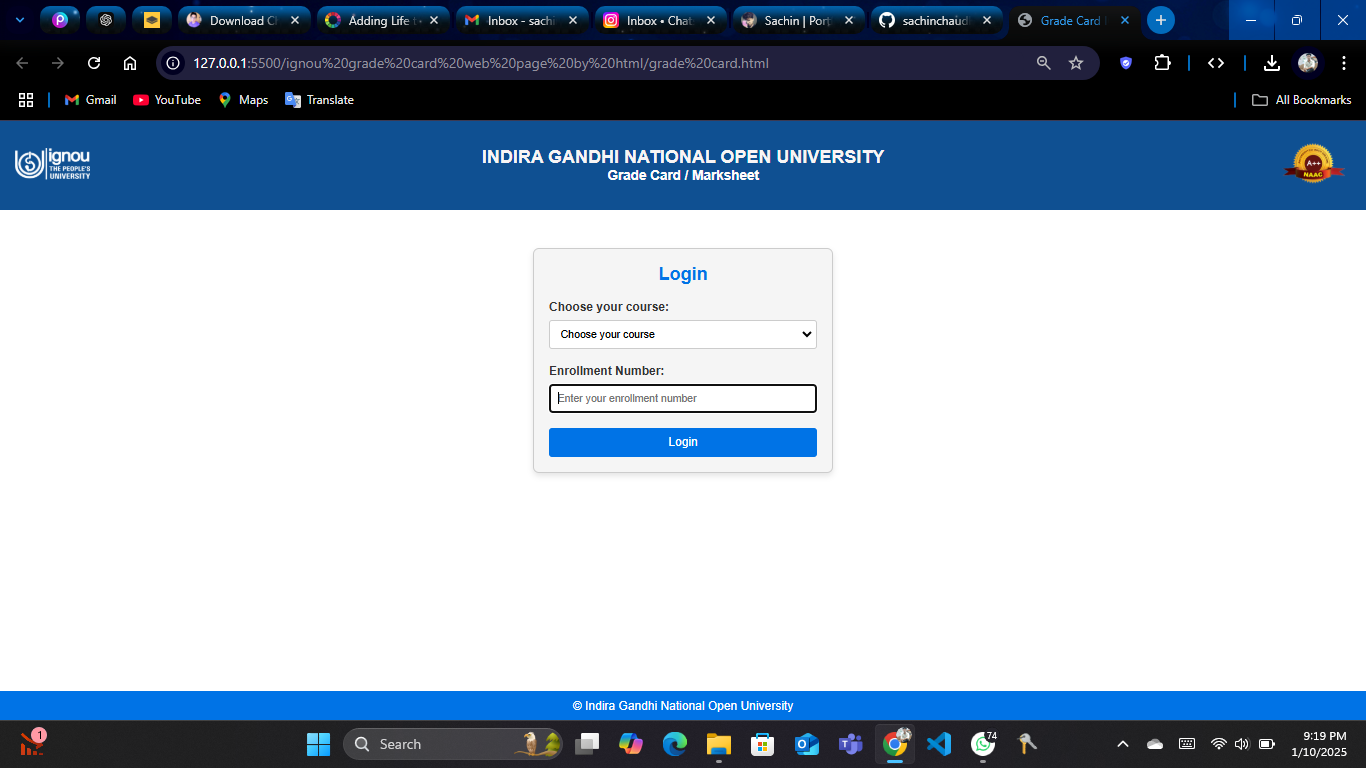 Download C
Adding Life t
Inbox - sachi
Inbox • Chat
Sachin | Port
sachinchaud
Grade Card
127.0.0.1:5500/ignou%20grade%20card%20web%20page%20by%20html/grade%20card.html
Gmail
YouTube
Maps
Translate
All Bookmarks
ignou
THE PEOPLE'S
UNIVERSITY
INDIRA GANDHI NATIONAL OPEN UNIVERSITY
Grade Card / Marksheet
A++
NAAC
Login
Choose your course:
Choose your course
Enrollment Number:
Enter your enrollment number
Login
© Indira Gandhi National Open University
1
Search
74
9:19 PM
1/10/2025